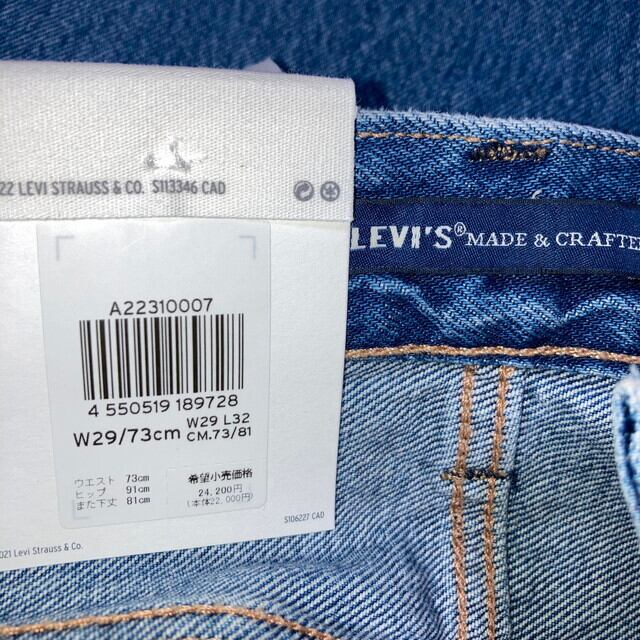 22 LEVI STRAUSS & CO. S113346 CAD
LEVI'S® MADE & CRAFTE
A22310007
4 550519 189728
W29/73cm W29 L32
CM.73/81
ウエスト 73cm
ヒップ 91cm
また下丈 81cm
希望小売価格
24,200円
(本体22,000円)
S106227 CAD
021 Levi Strauss & Co.